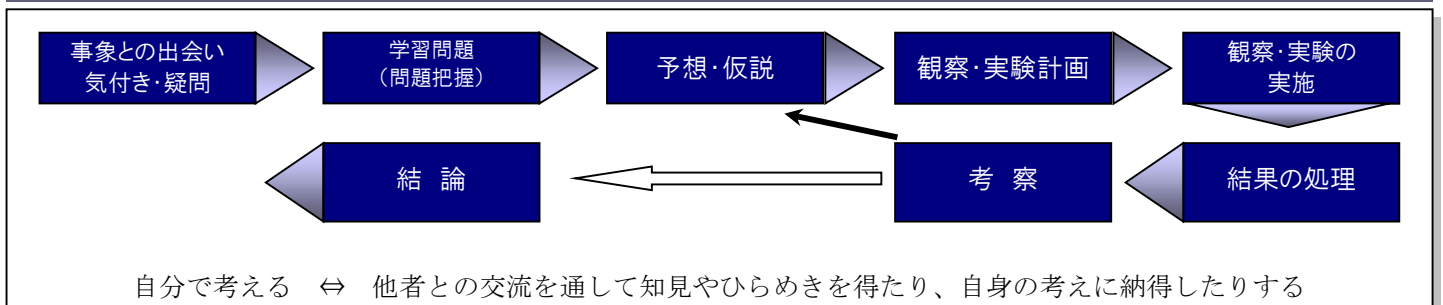 事象との出会い
気付き・疑問
学習問題
（問題把握）
予想・仮説
観察・実験計画
観察・実験の
実施
結果の処理
考 察
結 論
自分で考える　⇔　他者との交流を通して知見やひらめきを得たり、自身の考えに納得したりする